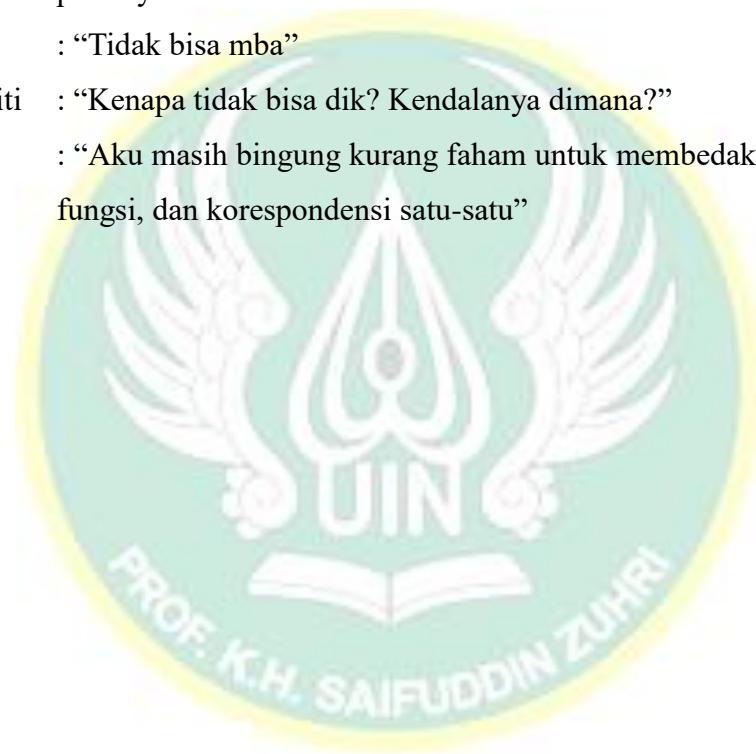 : “Tidak bisa mba”
iti : “Kenapa tidak bisa dik? Kendalanya dimana?”
: “Aku masih bingung kurang faham untuk membedak
fungsi, dan korespondensi satu-satu”
UIN
PROF. K.H. SAIFUDDIN ZUHRI